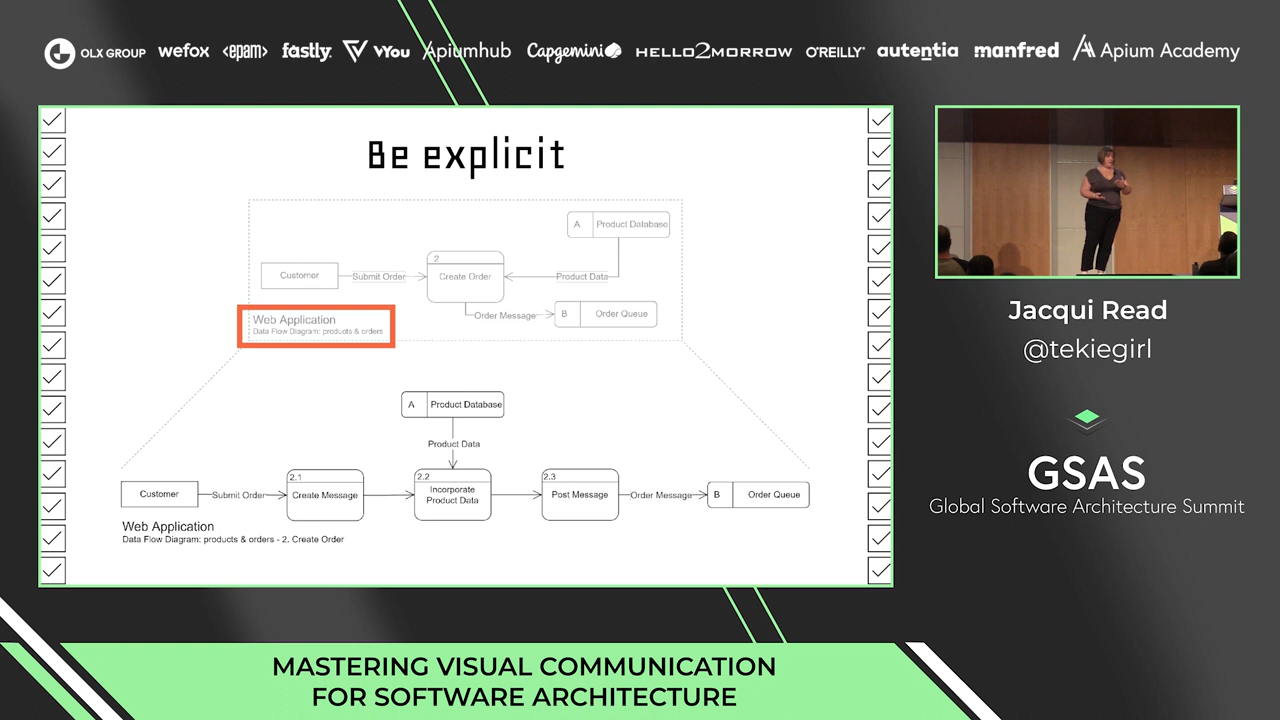 OLX GROUP wefox <epam> fastly. VYou Apiumhub Capgemini HELLO2MORROW O'REILLY® autentia manfred Apium Academy
Be explicit
A Product Database
2
Customer Submit Order Create Order Product Data
Order Message B Order Queue
Web Application
Data Flow Diagram: products & orders
A Product Database
Product Data
2.1 2.2 2.3
Customer Submit Order Create Message Incorporate Product Data Post Message Order Message B Order Queue
Web Application
Data Flow Diagram: products & orders - 2. Create Order
Jacqui Read
@tekiegirl
GSAS
Global Software Architecture Summit
MASTERING VISUAL COMMUNICATION
FOR SOFTWARE ARCHITECTURE